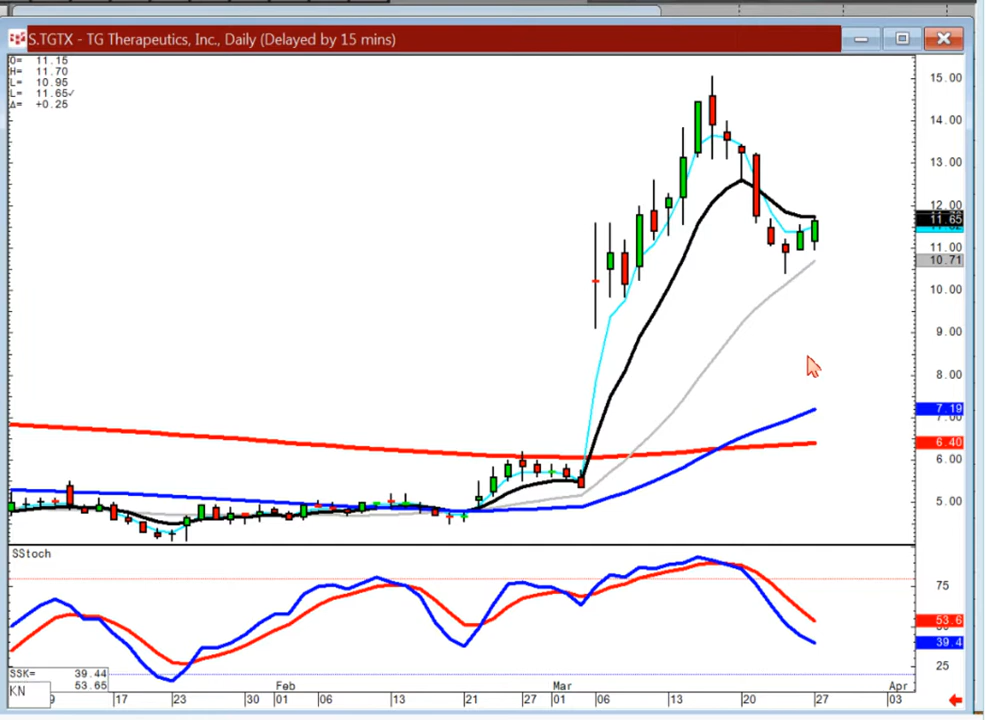 S.TGTX - TG Therapeutics, Inc., Daily (Delayed by 15 mins)
O= 11.15
H= 11.70
L= 10.95
L= 11.65✓
Δ= +0.25
15.00
14.00
13.00
12.00
11.65
11.00
10.71
10.00
9.00
8.00
7.19
7.00
6.40
6.00
5.00
SStoch
75
53.6
39.4
25
SSK= 39.44
53.65
KN
17 23 30 01 06 13 21 27 01 06 13 20 27 03
Feb Mar Apr